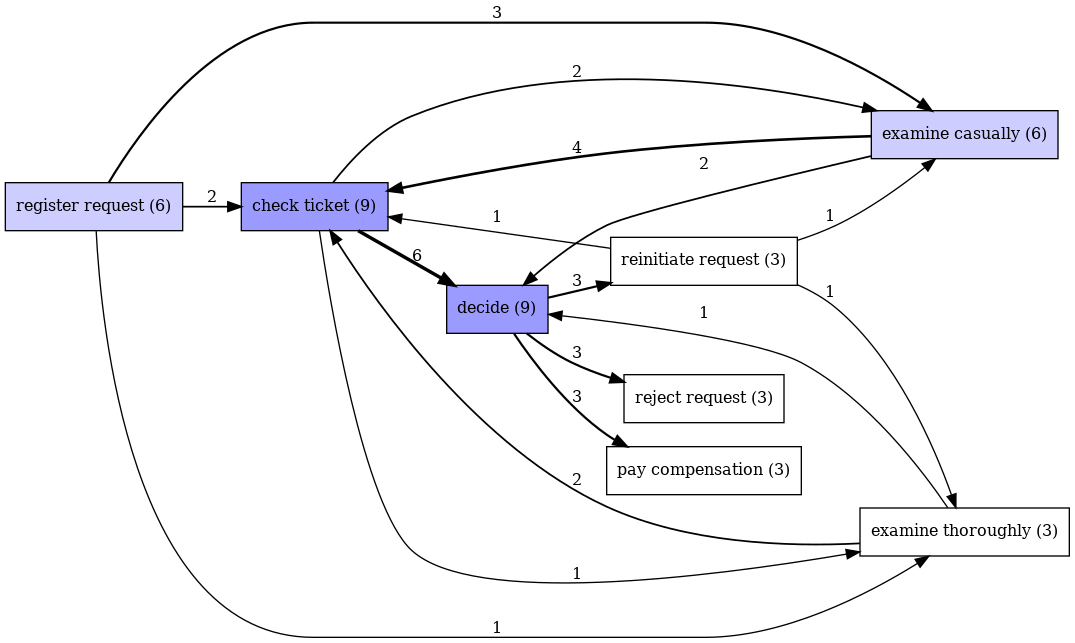 3
2
examine casually (6)
4
2
register request (6)
2
check ticket (9)
1
1
6
reinitiate request (3)
3
decide (9)
1
1
3
reject request (3)
3
pay compensation (3)
2
examine thoroughly (3)
1
1